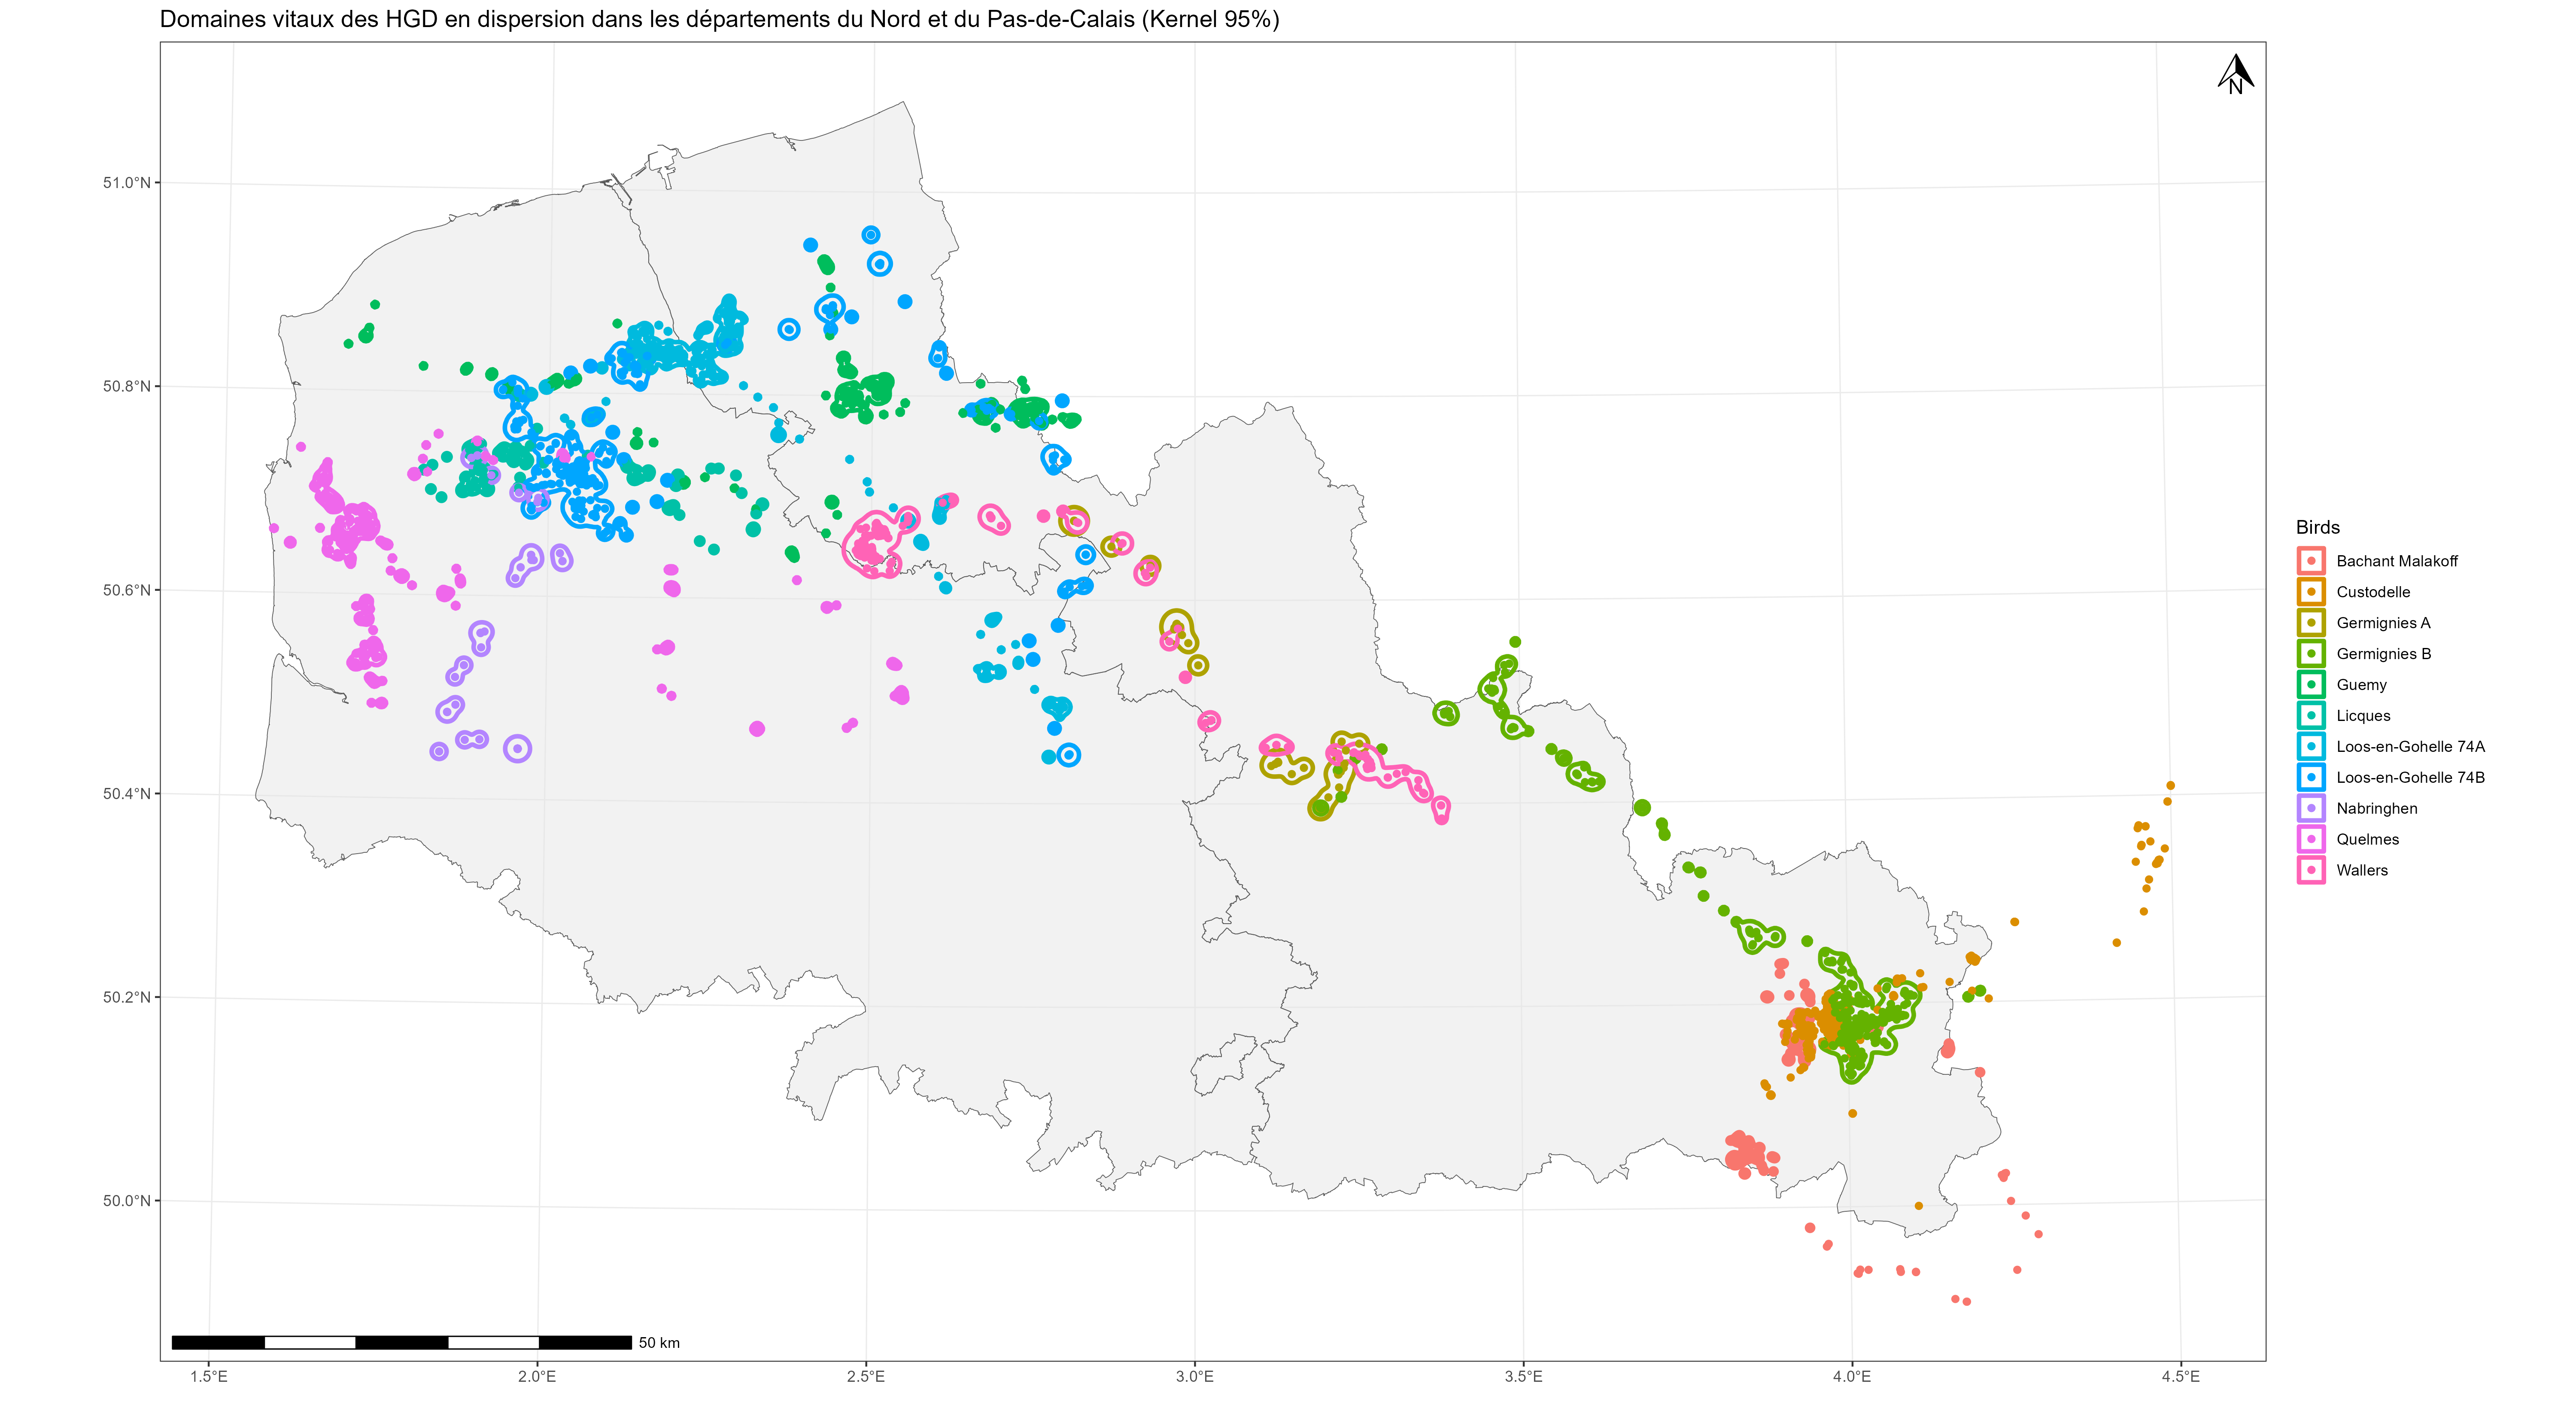 Domaines vitaux des HGD en dispersion dans les départements du Nord et du Pas-de-Calais (Kernel 95%)
N
51.0°N
50.8°N
50.6°N
50.4°N
50.2°N
50.0°N
50 km
1.5°E
2.0°E
2.5°E
3.0°E
3.5°E
4.0°E
4.5°E
Birds
Bachant Malakoff
Custodelle
Germignies A
Germignies B
Guemy
Licques
Loos-en-Gohelle 74A
Loos-en-Gohelle 74B
Nabringhen
Quelmes
Wallers